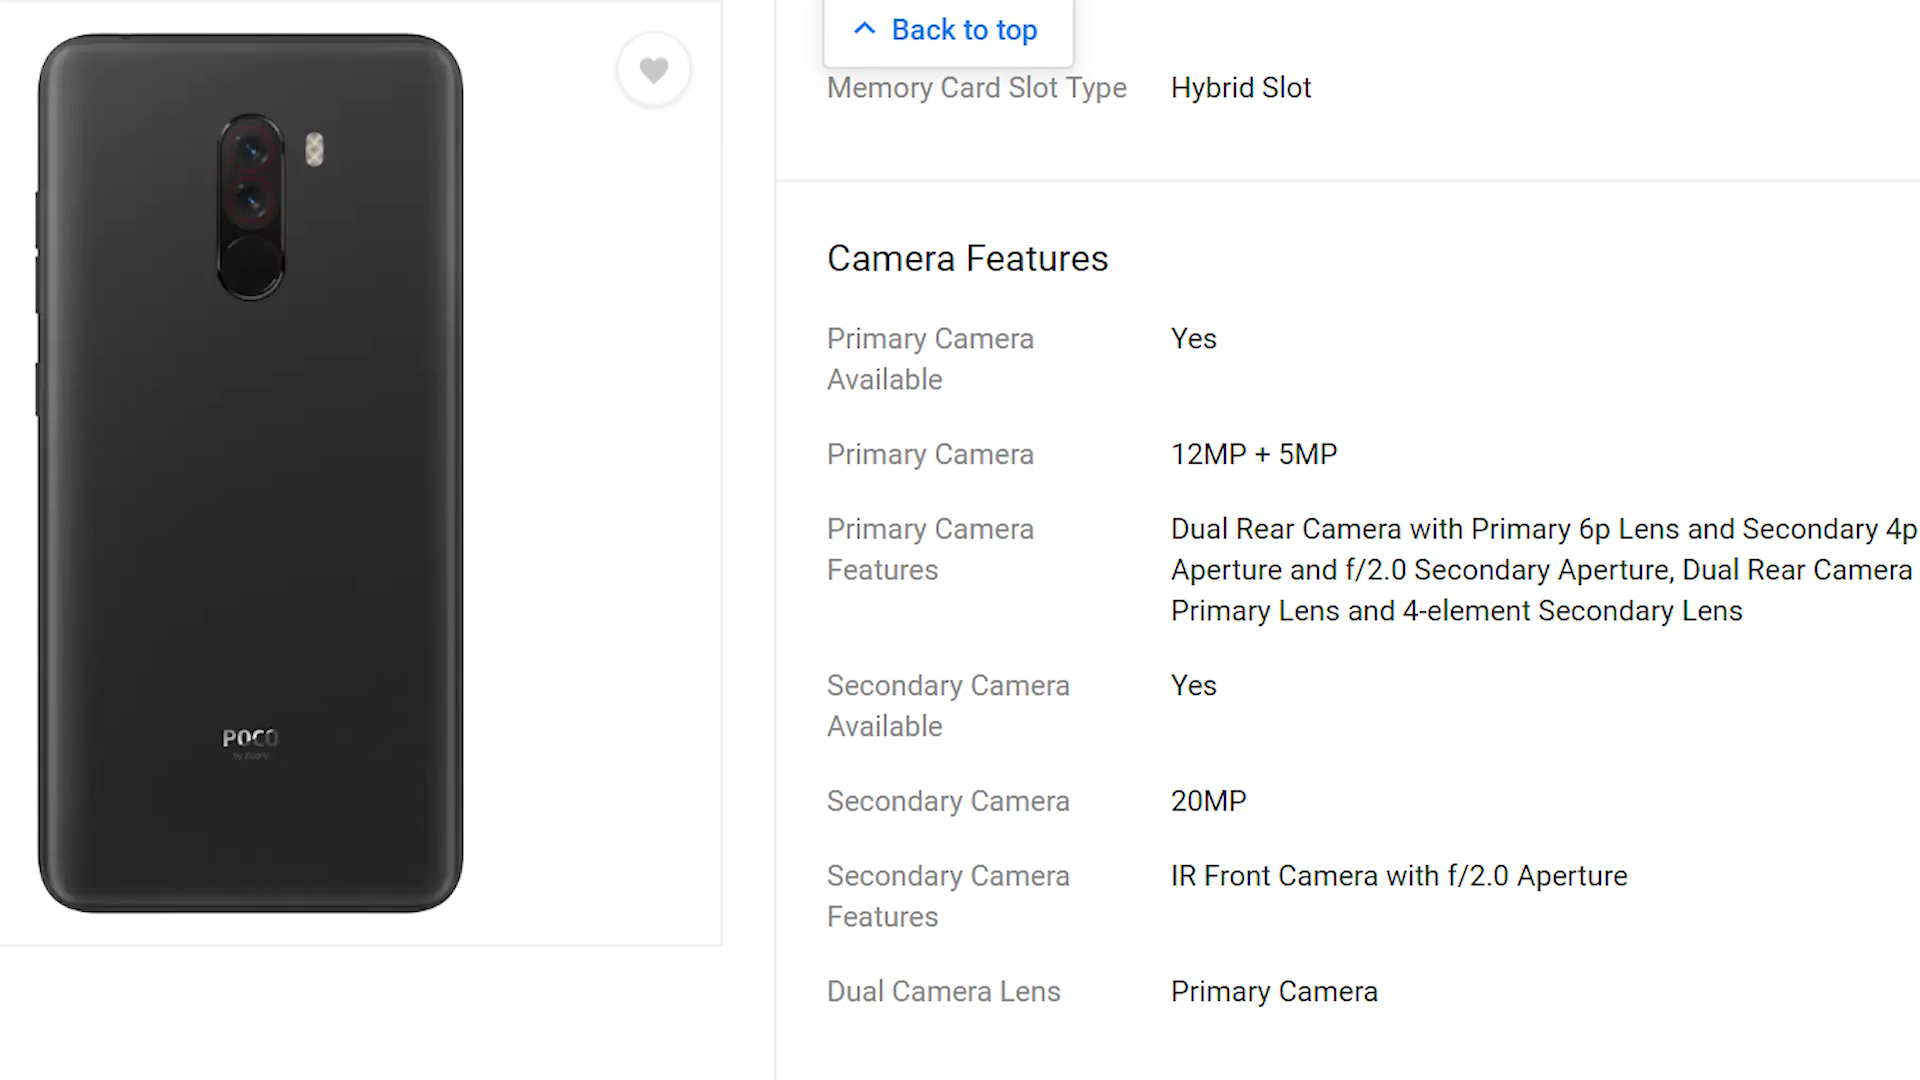 POCO
by Xiaomi
Back to top
Memory Card Slot Type Hybrid Slot
Camera Features
Primary Camera Available Yes
Primary Camera 12MP + 5MP
Primary Camera Features
Dual Rear Camera with Primary 6p Lens and Secondary 4p
Aperture and f/2.0 Secondary Aperture, Dual Rear Camera
Primary Lens and 4-element Secondary Lens
Secondary Camera Available Yes
Secondary Camera 20MP
Secondary Camera Features IR Front Camera with f/2.0 Aperture
Dual Camera Lens Primary Camera